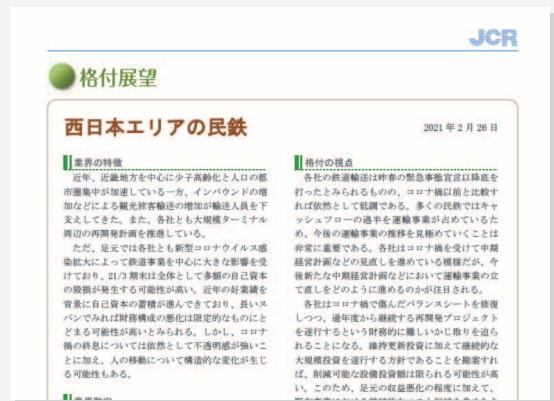 JCR
格付展望
西日本エリアの民鉄
2021 年 2 月 26 日
業界の特徴
近年、近畿地方を中心に少子高齢化と人口の都
市圏集中が加速している一方、インバウンドの増
加などによる観光旅客輸送の増加が輸送人員を下
支えしてきた。また、各社とも大規模ターミナル
周辺の再開発計画を推進している。
ただ、足元では各社とも新型コロナウイルス感
染拡大によって鉄道事業を中心に大きな影響を受
けており、21/3 期末は全体として多額の自己資本
の毀損が発生する可能性が高い。近年の好業績を
背景に自己資本の蓄積が進んできており、長いス
パンでみれば財務構成の悪化は限定的なものにと
どまる可能性が高いとみられる。しかし、コロナ
禍の終息については依然として不透明感が強いこ
とに加え、人の移動について構造的な変化が生じ
る可能性もある。
格付の視点
各社の鉄道輸送は昨春の緊急事態宣言以降底を
打ったとみられるものの、コロナ禍以前と比較す
れば依然として低調である。多くの民鉄ではキャ
ッシュフローの過半を運輸事業が占めているた
め、今後の運輸事業の推移を見極めていくことは
非常に重要である。各社はコロナ禍を受けて中期
経営計画などの見直しを進めている模様だが、今
後新たな中期経営計画などにおいて運輸事業の立
て直しをどのように進めるのかが注目される。
各社はコロナ禍で傷んだバランスシートを修復
しつつ、過年度から継続する再開発プロジェクト
を遂行するという財務的に難しいかじ取りを迫ら
れることになる。維持更新投資に加えて継続的な
大規模投資を遂行する方針であることを勘案すれ
ば、削減可能な設備投資額は限られる可能性が高
い。このため、足元の収益悪化の程度に加えて、